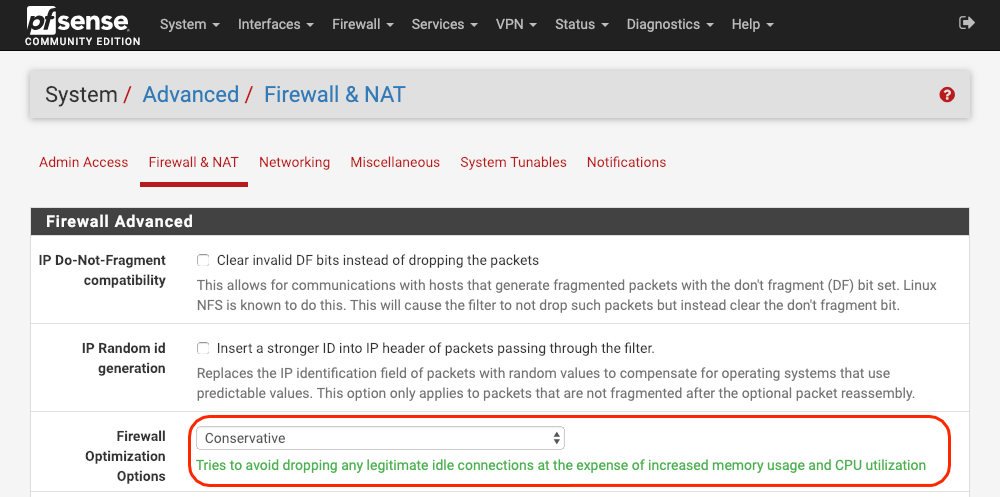 pfsense
COMMUNITY EDITION
System
Interfaces
Firewall
Services
VPN
Status
Diagnostics
Help
System / Advanced / Firewall & NAT
?
Admin Access
Firewall & NAT
Networking
Miscellaneous
System Tunables
Notifications
Firewall Advanced
IP Do-Not-Fragment
compatibility
Clear invalid DF bits instead of dropping the packets
This allows for communications with hosts that generate fragmented packets with the don't fragment (DF) bit set. Linux
NFS is known to do this. This will cause the filter to not drop such packets but instead clear the don't fragment bit.
IP Random id
generation
Insert a stronger ID into IP header of packets passing through the filter.
Replaces the IP identification field of packets with random values to compensate for operating systems that use
predictable values. This option only applies to packets that are not fragmented after the optional packet reassembly.
Firewall
Optimization
Options
Conservative
Tries to avoid dropping any legitimate idle connections at the expense of increased memory usage and CPU utilization